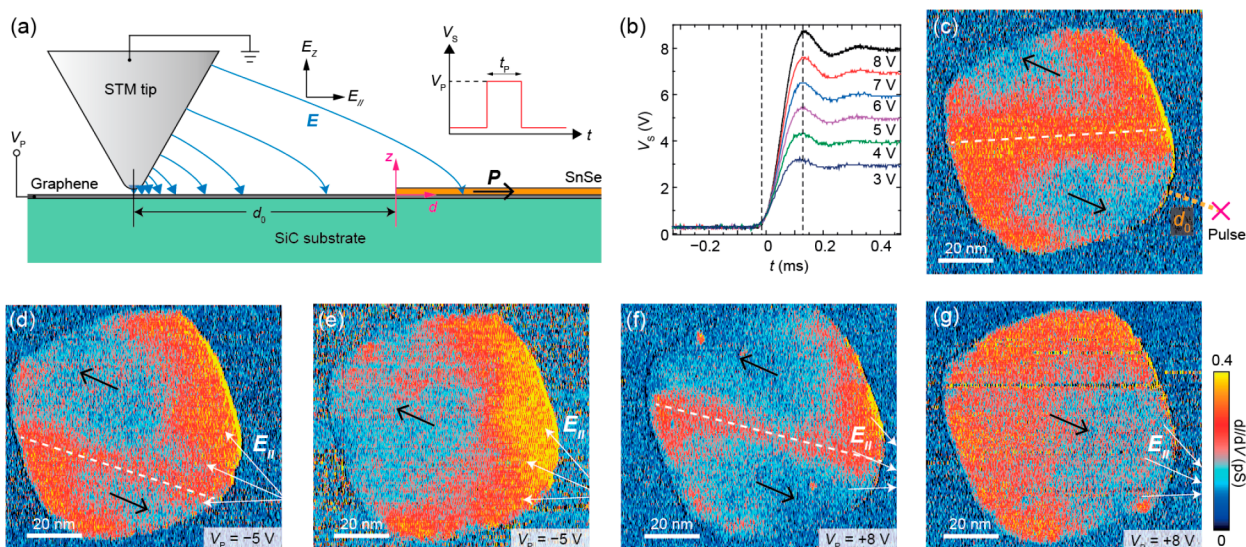 (a)
STM tip
E_Z
E_//
E
V_S
V_P
t_P
t
V_P
Graphene
z
P
SnSe
d
d_0
SiC substrate
(b)
V_S (V)
8
6
4
2
0
8 V
7 V
6 V
5 V
4 V
3 V
−0.2
0
0.2
0.4
t (ms)
(c)
d_0
Pulse
20 nm
(d)
E_//
20 nm
V_P = −5 V
(e)
E_//
20 nm
V_P = −5 V
(f)
E_//
20 nm
V_P = +8 V
(g)
E_//
20 nm
V_P = +8 V
0.4
dI/dV (pS)
0